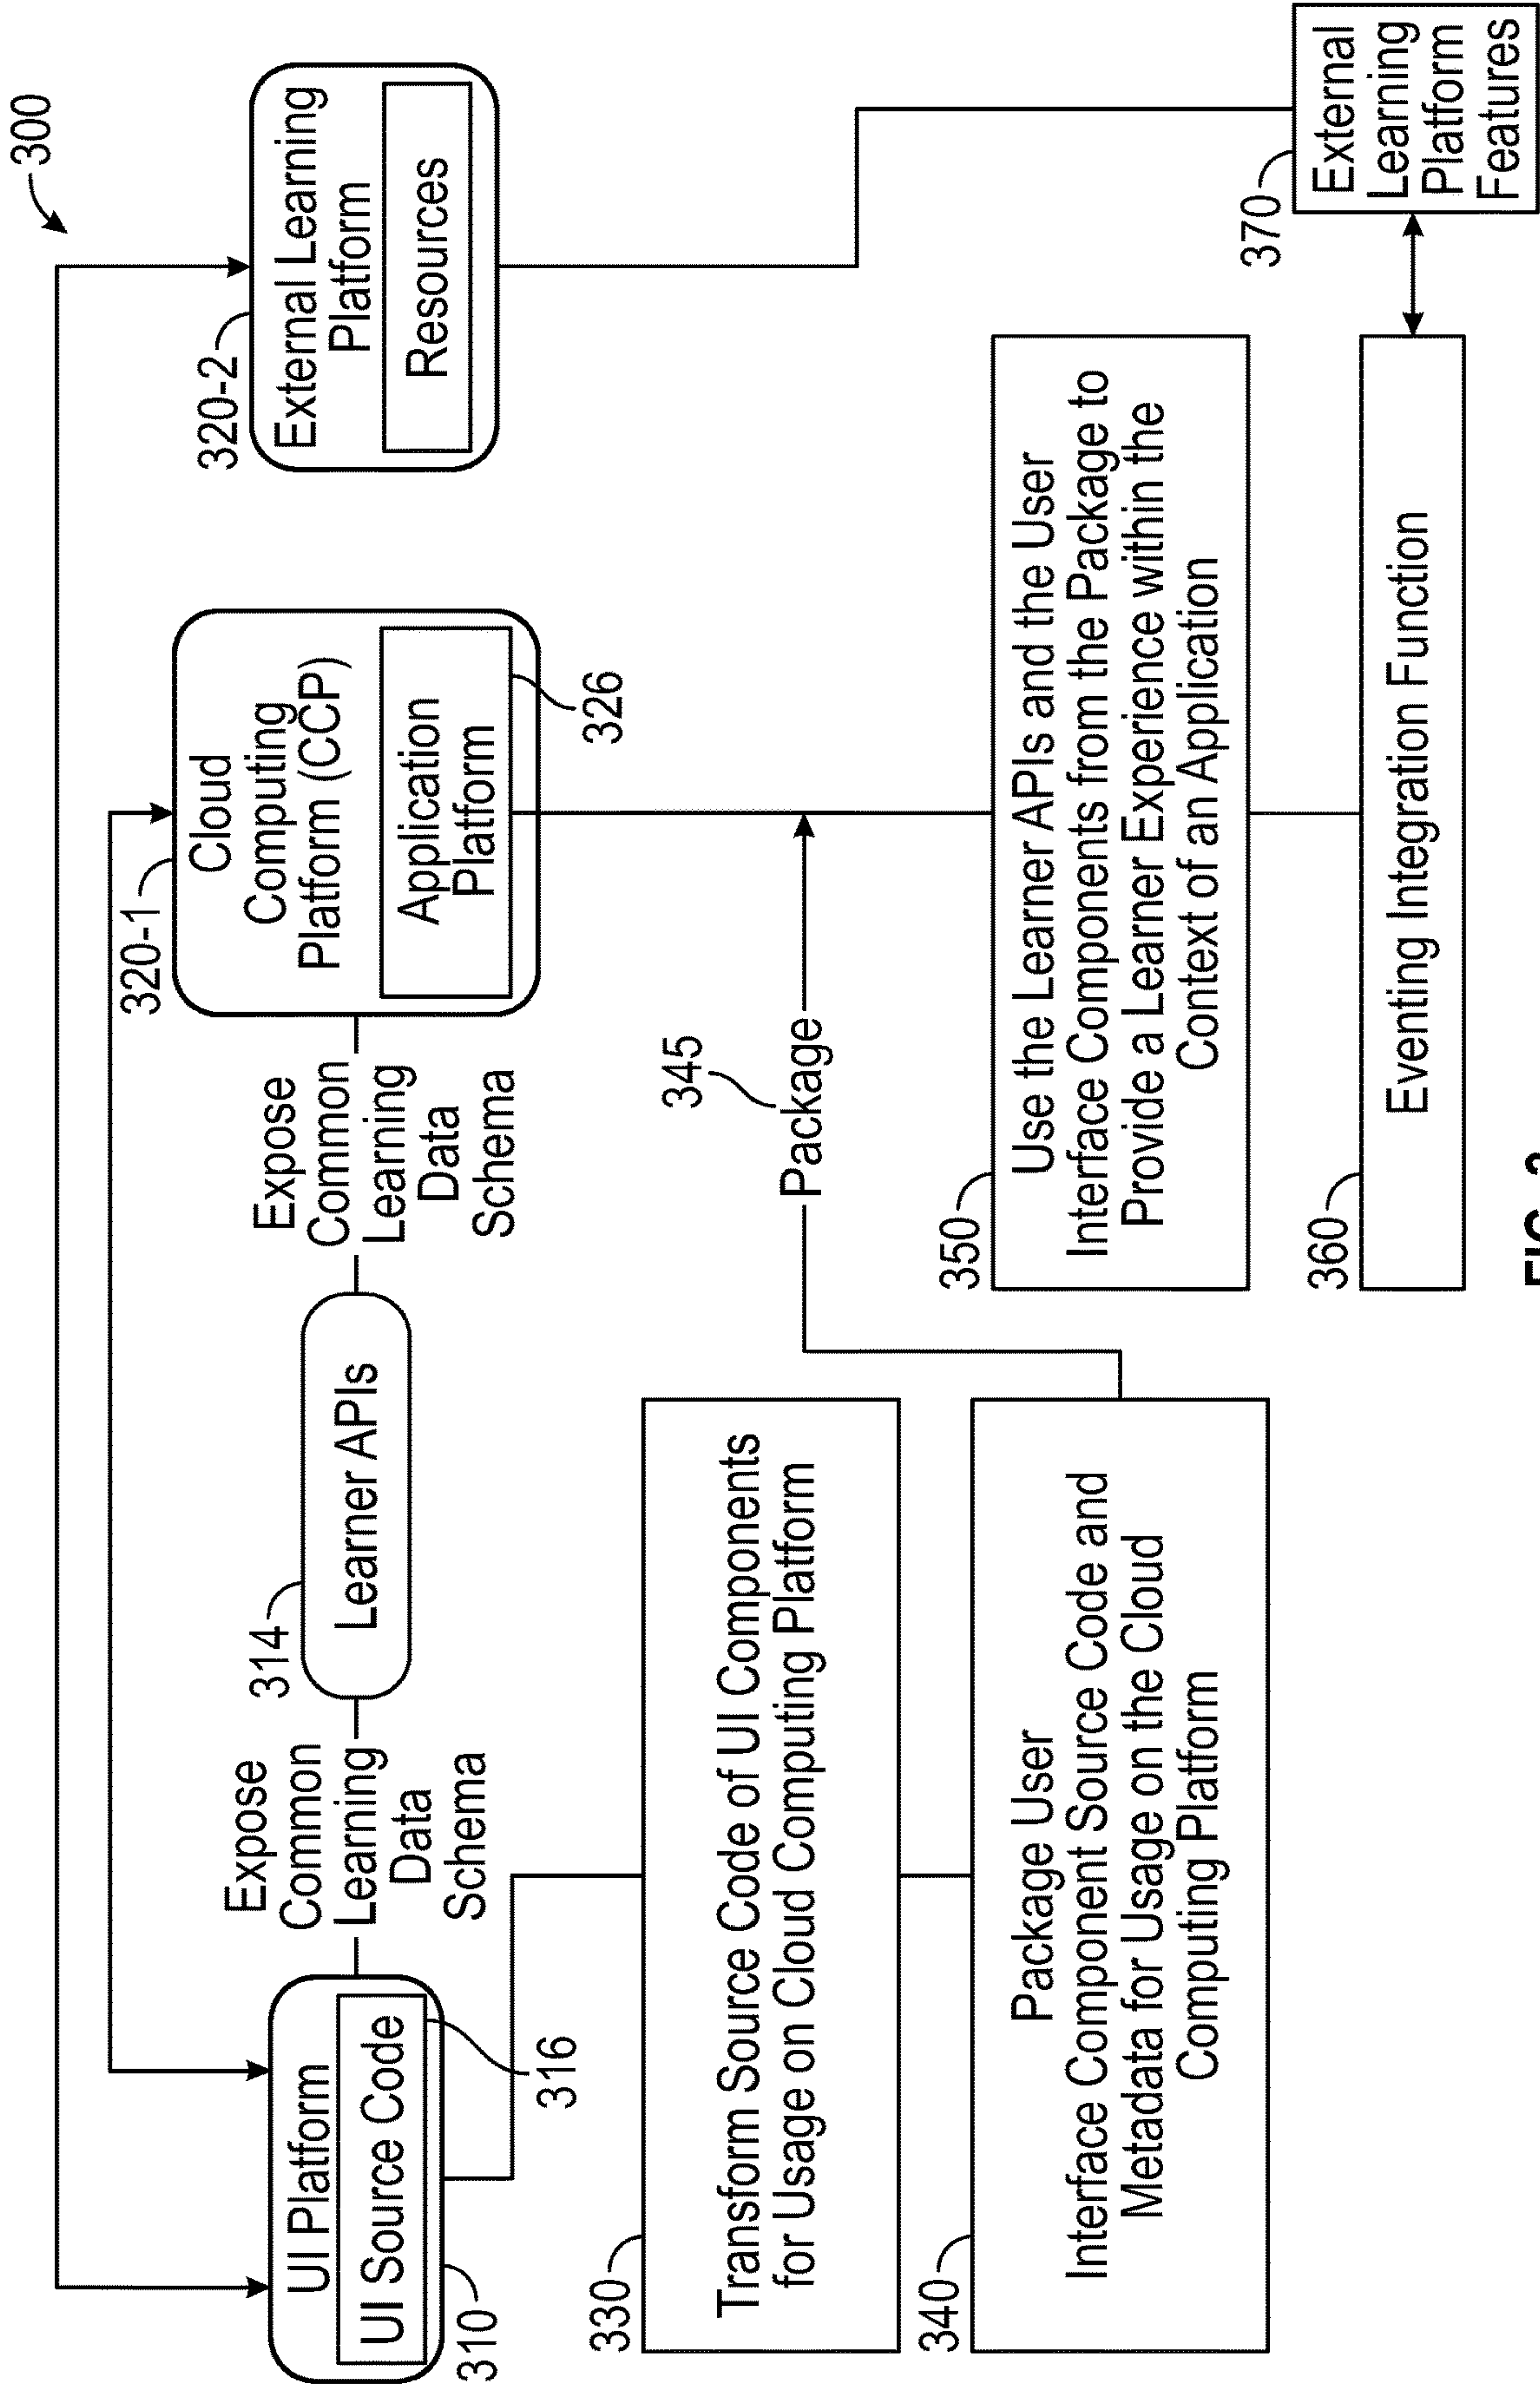 300
320-1
Cloud
Computing
Platform (CCP)
Application
Platform
326
320-2
External Learning
Platform
Resources
UI Platform
UI Source Code
310
316
Expose
Common
Learning
Data
Schema
314
Learner APIs
Expose
Common
Learning
Data
Schema
330
Transform Source Code of UI Components
for Usage on Cloud Computing Platform
345
Package
340
Package User
Interface Component Source Code and
Metadata for Usage on the Cloud
Computing Platform
350
Use the Learner APIs and the User
Interface Components from the Package to
Provide a Learner Experience within the
Context of an Application
360
Eventing Integration Function
370
External
Learning
Platform
Features